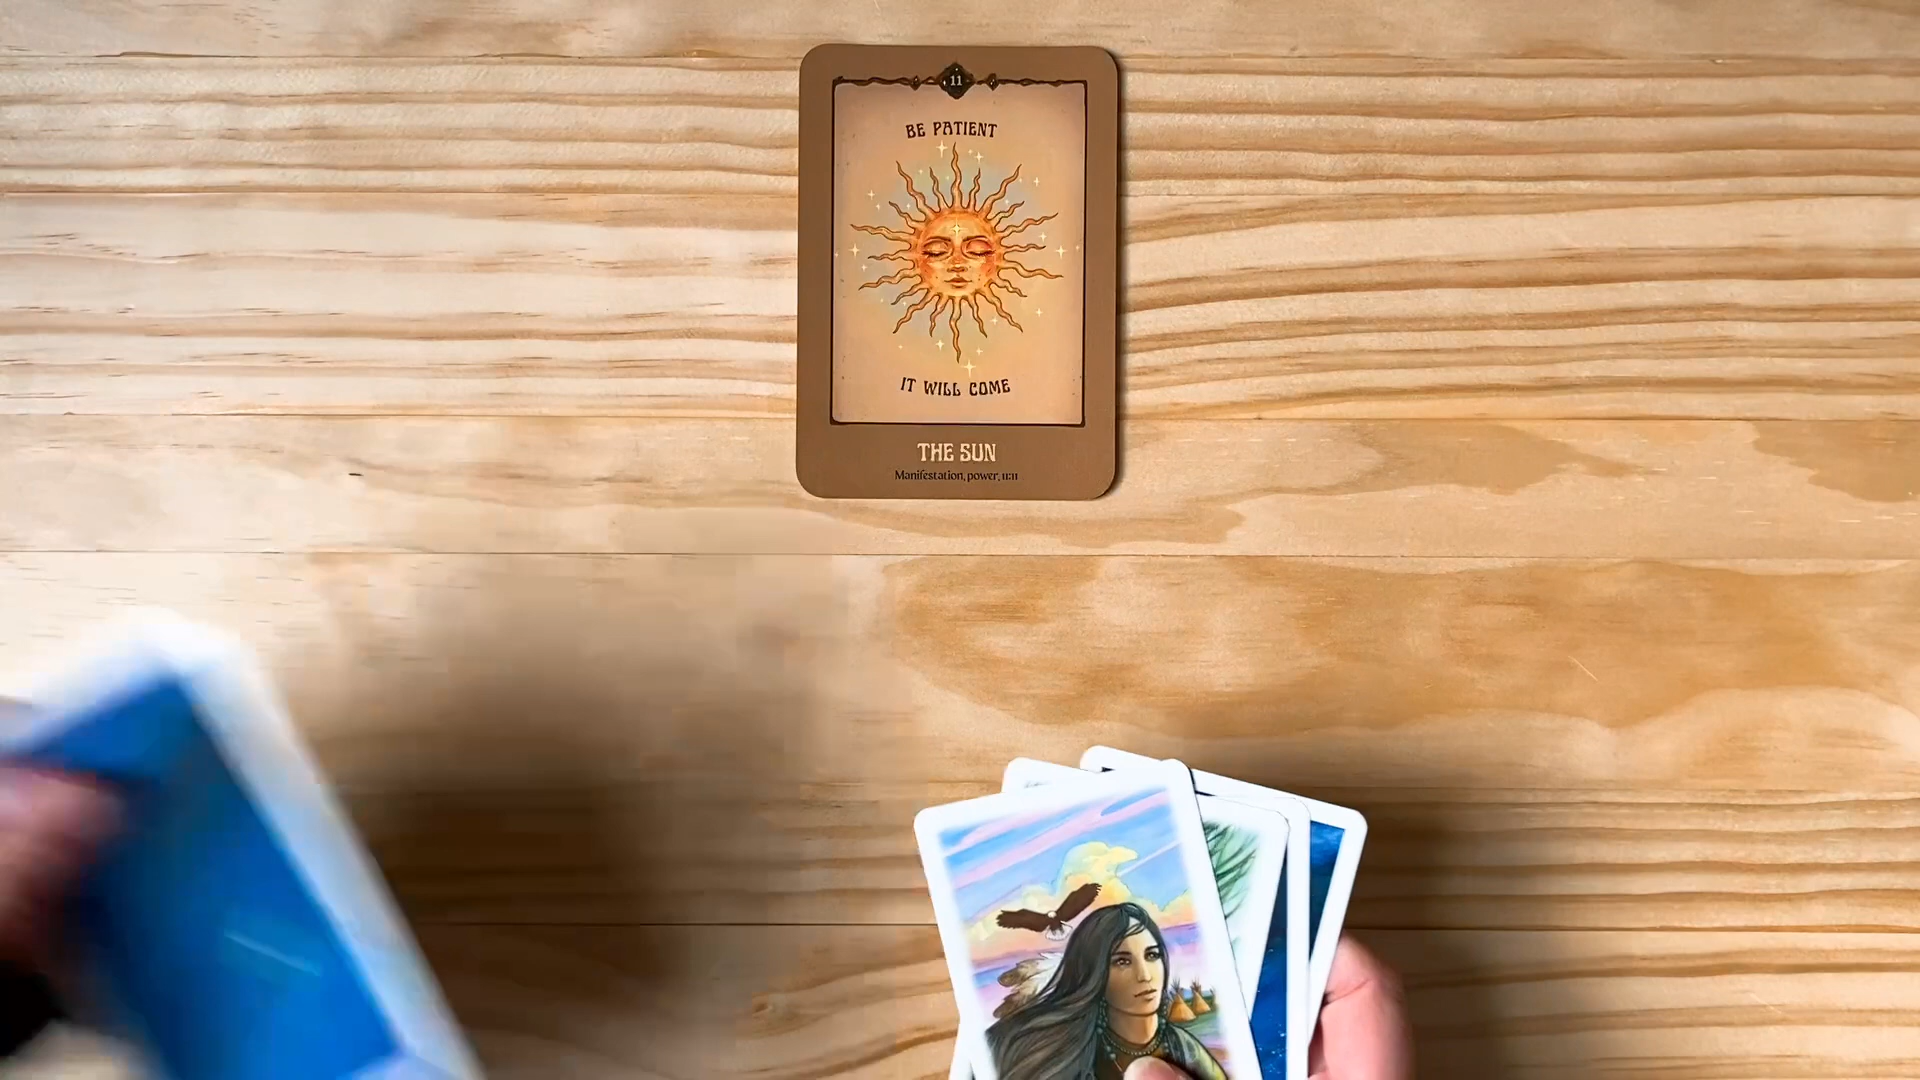 11
BE PATIENT
IT WILL COME
THE SUN
Manifestation, power, 11:11